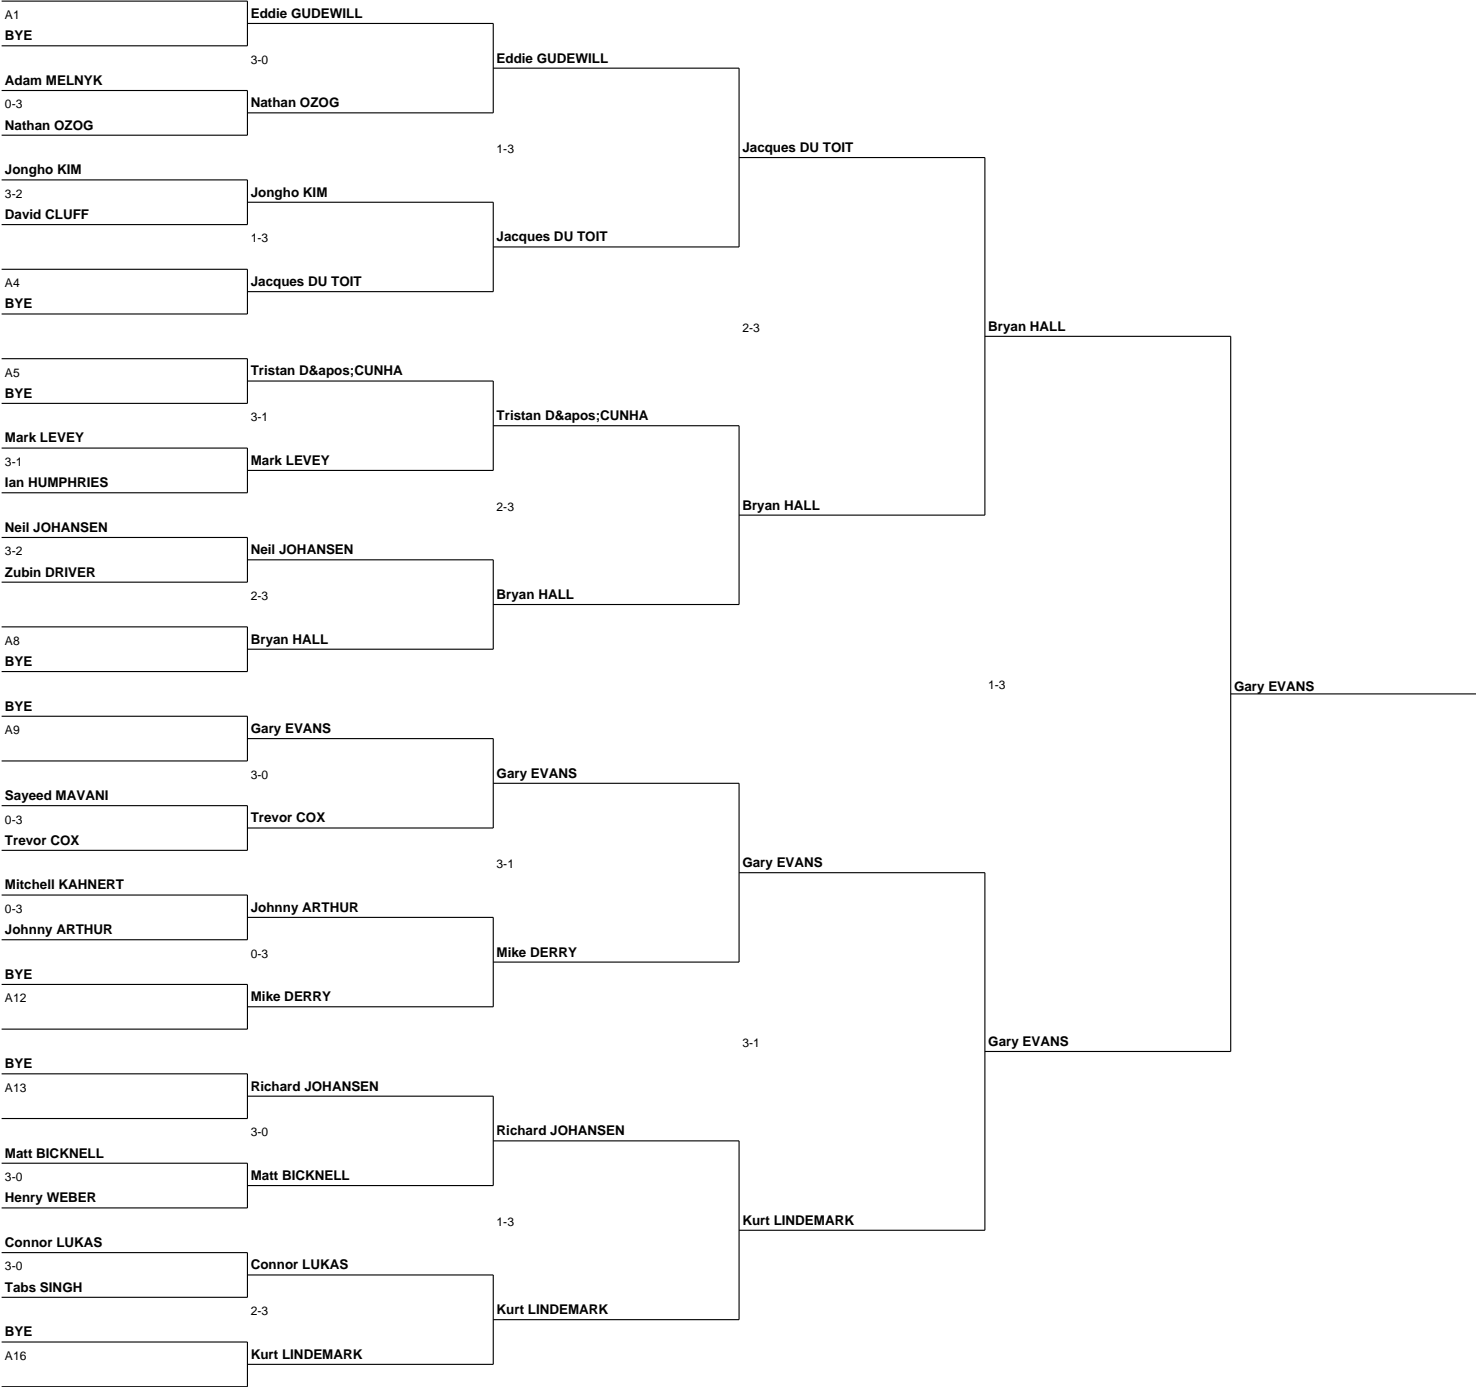 A1
BYE
Adam MELNYK
0-3
Nathan OZOG
Jongho KIM
3-2
David CLUFF
A4
BYE
A5
BYE
Mark LEVEY
3-1
Ian HUMPHRIES
Neil JOHANSEN
3-2
Zubin DRIVER
A8
BYE
BYE
A9
Sayeed MAVANI
0-3
Trevor COX
Mitchell KAHNERT
0-3
Johnny ARTHUR
BYE
A12
BYE
A13
Matt BICKNELL
3-0
Henry WEBER
Connor LUKAS
3-0
Tabs SINGH
BYE
A16
Eddie GUDEWILL
3-0
Nathan OZOG
Jongho KIM
1-3
Jacques DU TOIT
Tristan D&apos;CUNHA
3-1
Mark LEVEY
Neil JOHANSEN
2-3
Bryan HALL
Gary EVANS
3-0
Trevor COX
Johnny ARTHUR
0-3
Mike DERRY
Richard JOHANSEN
3-0
Matt BICKNELL
Connor LUKAS
2-3
Kurt LINDEMARK
Eddie GUDEWILL
1-3
Jacques DU TOIT
Tristan D&apos;CUNHA
2-3
Bryan HALL
Gary EVANS
3-1
Mike DERRY
Richard JOHANSEN
1-3
Kurt LINDEMARK
Jacques DU TOIT
2-3
Bryan HALL
Gary EVANS
3-1
Kurt LINDEMARK
Bryan HALL
1-3
Gary EVANS
Gary EVANS